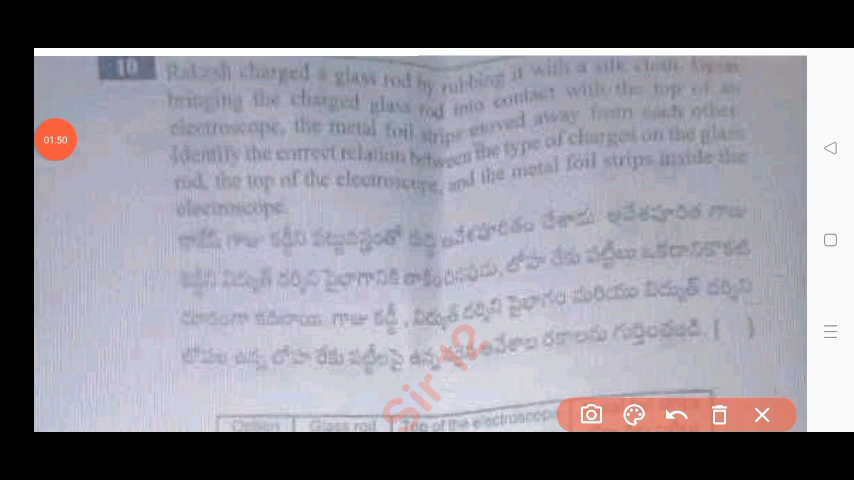 10 Rakesh charged a glass rod by rubbing it with a silk cloth. Upon
bringing the charged glass rod into contact with the top of an
electroscope, the metal foil strips moved away from each other.
Identify the correct relation between the type of charges on the glass
rod, the top of the electroscope, and the metal foil strips inside the
electroscope.
రాకేష్ గాజు కడ్డీని పట్టువస్త్రంతో రుద్ది ఆవేశపూరితం చేశాడు. ఆవేశపూరిత గాజు
కడ్డీని విద్యుత్ దర్శిని పైభాగానికి తాకించినపుడు, లోహ రేకు పట్టీలు ఒకదానికొకటి
దూరంగా కదిలాయి. గాజు కడ్డీ, విద్యుత్ దర్శిని పైభాగం మరియు విద్యుత్ దర్శిని
లోపల ఉన్న లోహ రేకు పట్టీలపై ఉన్న ఆవేశాల రకాలను గుర్తించండి. [ ]
Option Glass rod Top of the electroscope
01:50
Sir 12